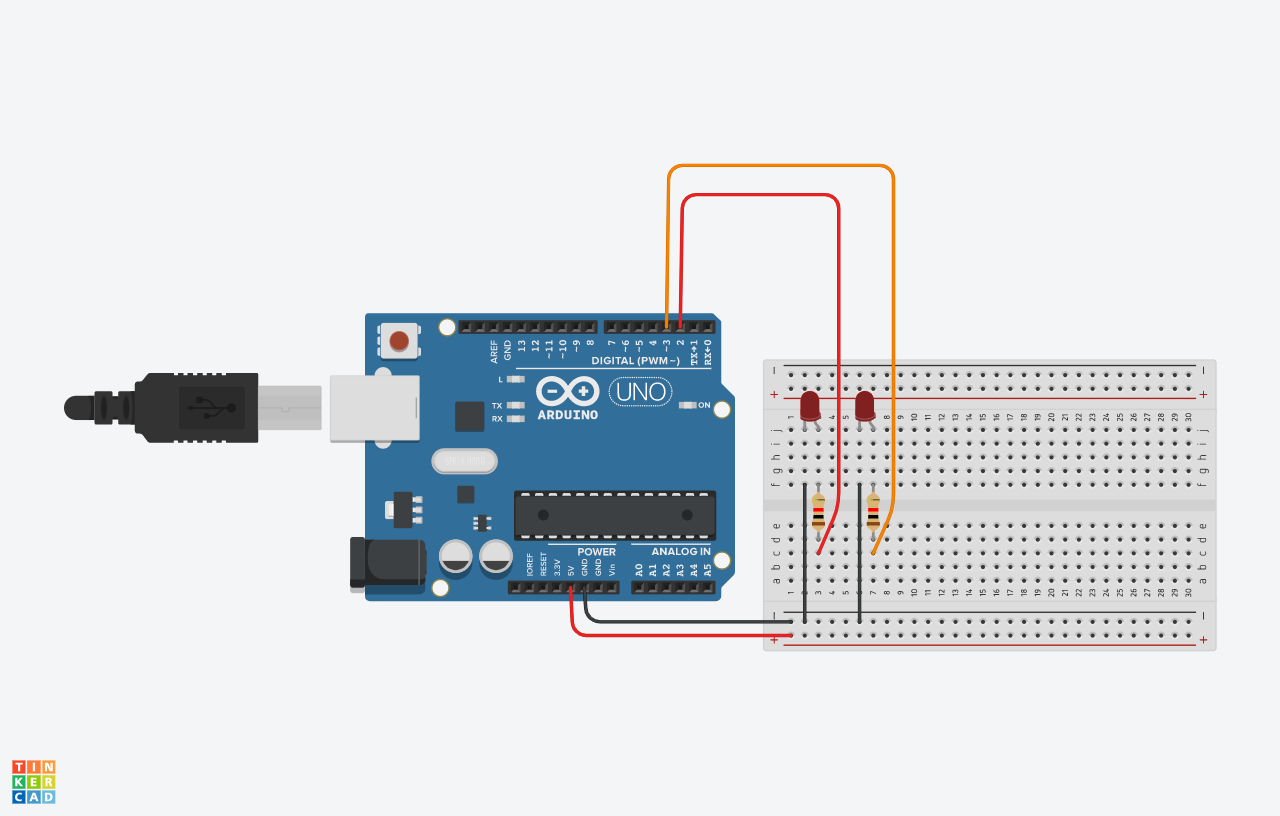 AREF
GND
13
12
~11
~10
~9
8
7
~6
~5
4
~3
2
TX→1
RX←0
DIGITAL (PWM~)
L
TX
RX
UNO
ARDUINO
ON
POWER
ANALOG IN
IOREF
RESET
3.3V
5V
GND
GND
Vin
A0
A1
A2
A3
A4
A5
− −
+ +
1 2 3 4 5 6 7 8 9 10 11 12 13 14 15 16 17 18 19 20 21 22 23 24 25 26 27 28 29 30
j j
i i
h h
g g
f f
e e
d d
c c
b b
a a
1 2 3 4 5 6 7 8 9 10 11 12 13 14 15 16 17 18 19 20 21 22 23 24 25 26 27 28 29 30
− −
+ +
TIN
KER
CAD